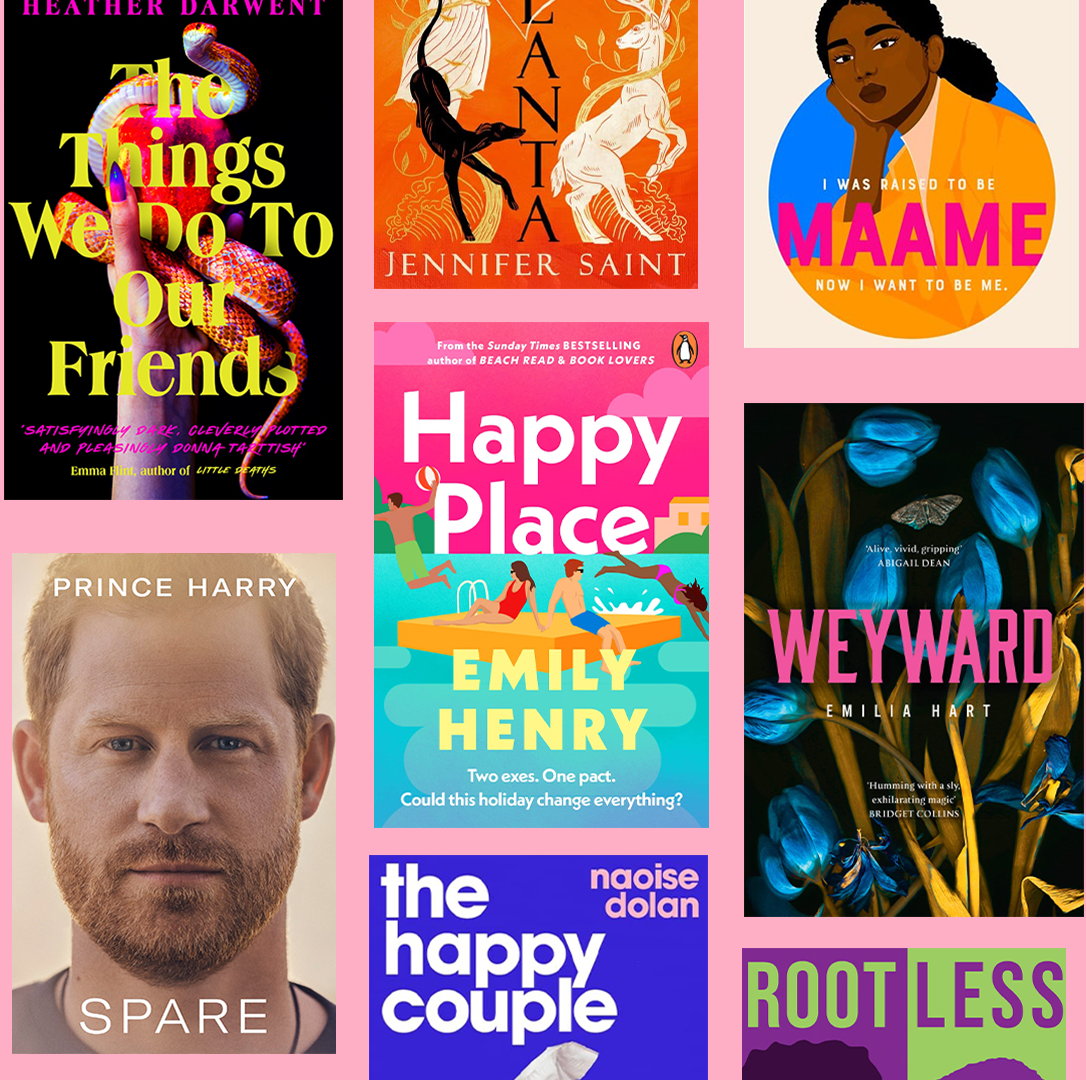 HEATHER DARWENT
The
Things
We Do To
Our
Friends
'SATISFYINGLY DARK, CLEVERLY PLOTTED
AND PLEASINGLY DONNA TARTTISH'
Emma Flint, author of LITTLE DEATHS
PRINCE HARRY
SPARE
L
A
N
T
A
JENNIFER SAINT
From the Sunday Times BESTSELLING
author of BEACH READ & BOOK LOVERS
Happy
Place
EMILY
HENRY
Two exes. One pact.
Could this holiday change everything?
the
happy
couple
naoise
dolan
I WAS RAISED TO BE
MAAME
NOW I WANT TO BE ME.
'Alive, vivid, gripping'
ABIGAIL DEAN
WEYWARD
EMILIA HART
'Humming with a sly,
exhilarating magic'
BRIDGET COLLINS
ROOTLESS